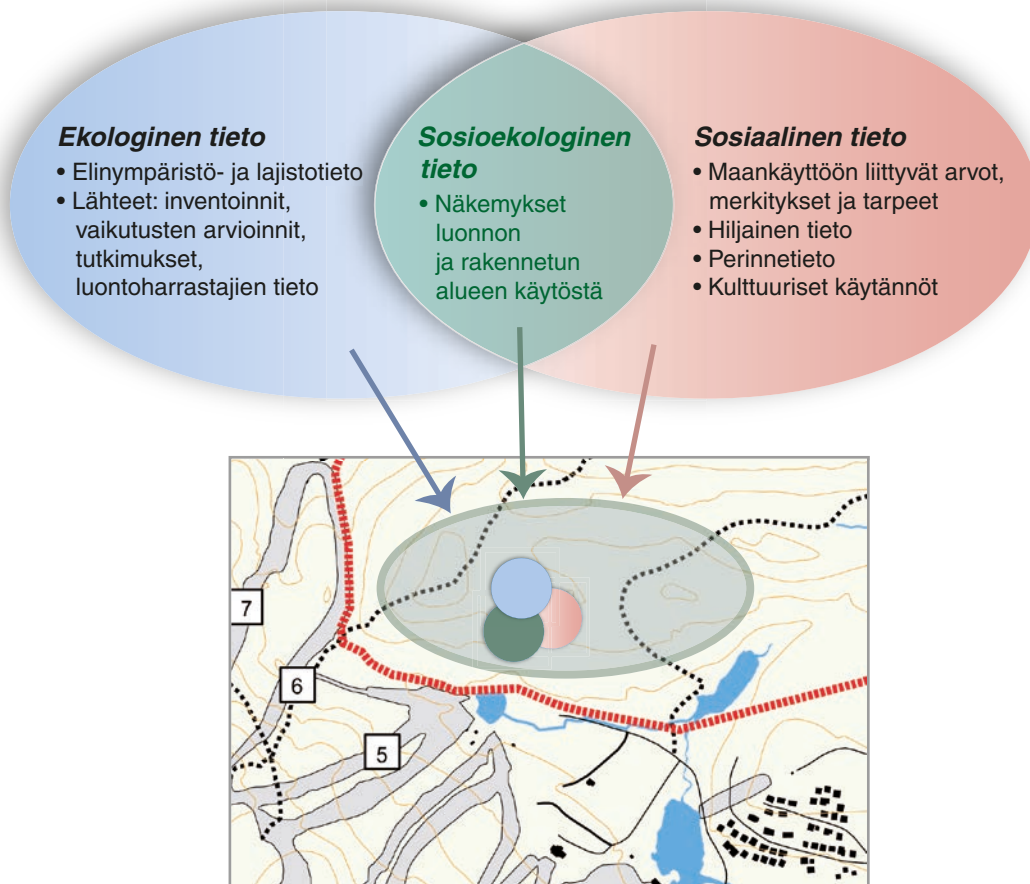 Ekologinen tieto
• Elinympäristö- ja lajistotieto
• Lähteet: inventoinnit,
vaikutusten arvioinnit,
tutkimukset,
luontoharrastajien tieto
Sosioekologinen
tieto
• Näkemykset
luonnon
ja rakennetun
alueen käytöstä
Sosiaalinen tieto
• Maankäyttöön liittyvät arvot,
merkitykset ja tarpeet
• Hiljainen tieto
• Perinnetieto
• Kulttuuriset käytännöt
7
6
5